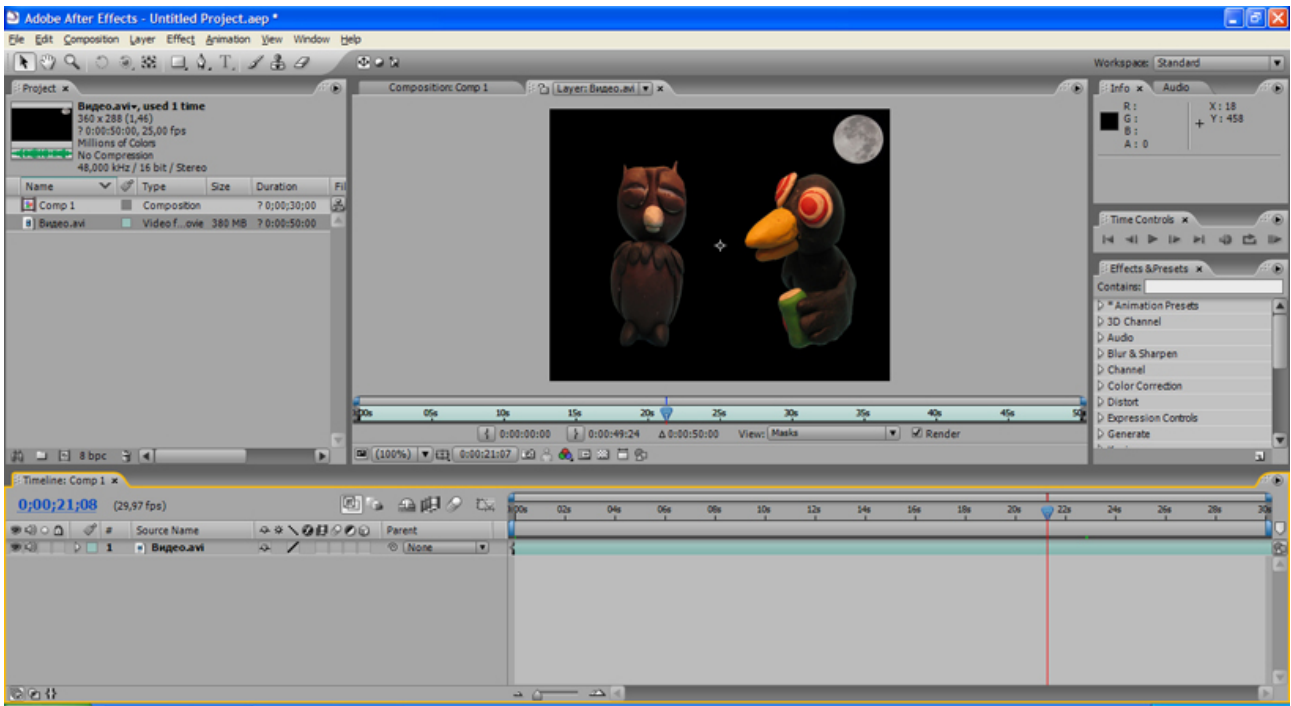 Adobe After Effects - Untitled Project.aep *
File Edit Composition Layer Effect Animation View Window Help
T
Workspace: Standard
Project x
Видео.avi, used 1 time
360 x 288 (1,46)
? 0:00:50:00, 25,00 fps
Millions of Colors
No Compression
48,000 kHz / 16 bit / Stereo
Name Type Size Duration Fil
Comp 1 Composition ? 0;00;30;00
Видео.avi Video f...ovie 380 MB ? 0:00:50:00
8 bpc
Composition: Comp 1 Layer: Видео.avi x
05s 10s 15s 20s 25s 30s 35s 40s 45s
0:00:00:00 0:00:49:24 Δ 0:00:50:00 View: Masks Render
(100%) 0:00:21:07
Info x Audio
R : X : 18
G : + Y : 458
B :
A : 0
Time Controls x
Effects & Presets x
Contains:
* Animation Presets
3D Channel
Audio
Blur & Sharpen
Channel
Color Correction
Distort
Expression Controls
Generate
Timeline: Comp 1 x
0;00;21;08 (29,97 fps)
02s 04s 06s 08s 10s 12s 14s 16s 18s 20s 22s 24s 26s 28s 30s
# Source Name Parent
1 Видео.avi None